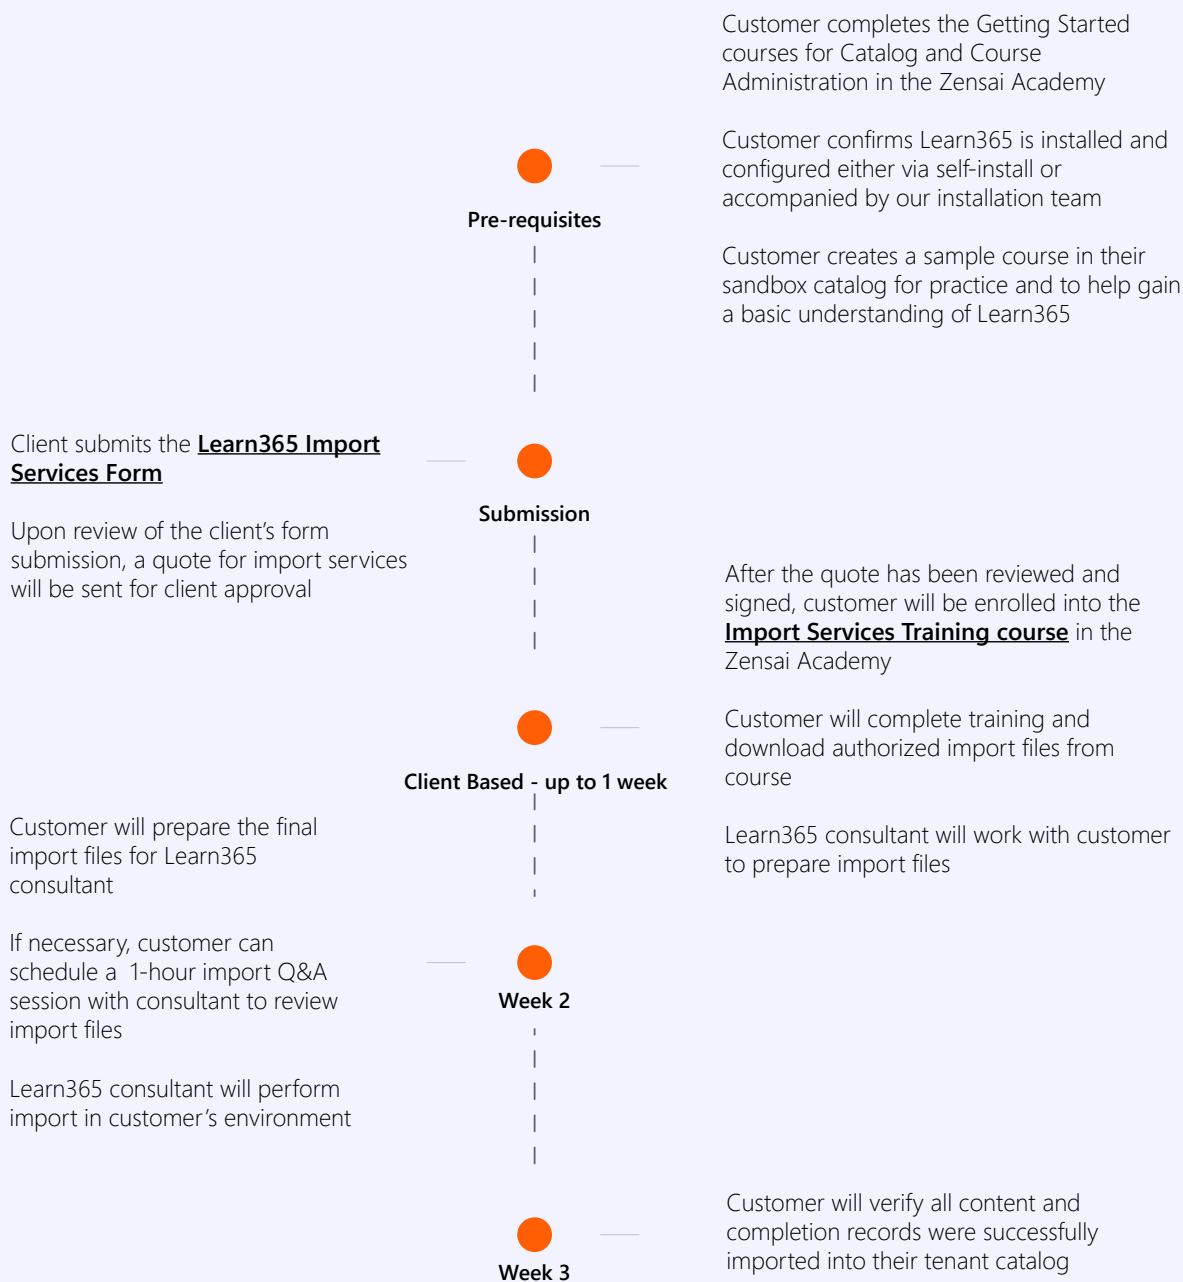 Customer completes the Getting Started
courses for Catalog and Course
Administration in the Zensai Academy
Customer confirms Learn365 is installed and
configured either via self-install or
accompanied by our installation team
Customer creates a sample course in their
sandbox catalog for practice and to help gain
a basic understanding of Learn365
Pre-requisites
Client submits the Learn365 Import
Services Form
Upon review of the client’s form
submission, a quote for import services
will be sent for client approval
Submission
After the quote has been reviewed and
signed, customer will be enrolled into the
Import Services Training course in the
Zensai Academy
Customer will complete training and
download authorized import files from
course
Learn365 consultant will work with customer
to prepare import files
Client Based - up to 1 week
Customer will prepare the final
import files for Learn365
consultant
If necessary, customer can
schedule a 1-hour import Q&A
session with consultant to review
import files
Learn365 consultant will perform
import in customer’s environment
Week 2
Customer will verify all content and
completion records were successfully
imported into their tenant catalog
Week 3